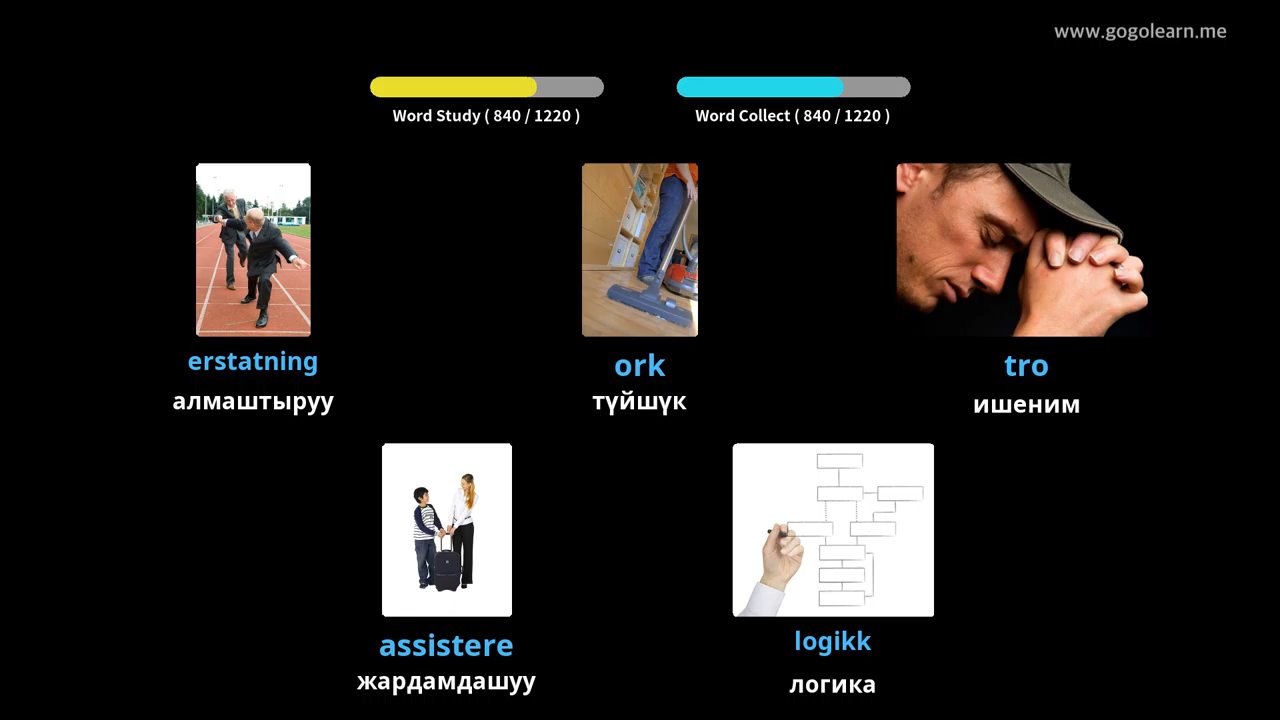 www.gogolearn.me
Word Study ( 840 / 1220 )
Word Collect ( 840 / 1220 )
erstatning
алмаштыруу
ork
түйшүк
tro
ишеним
assistere
жардамдашуу
logikk
логика